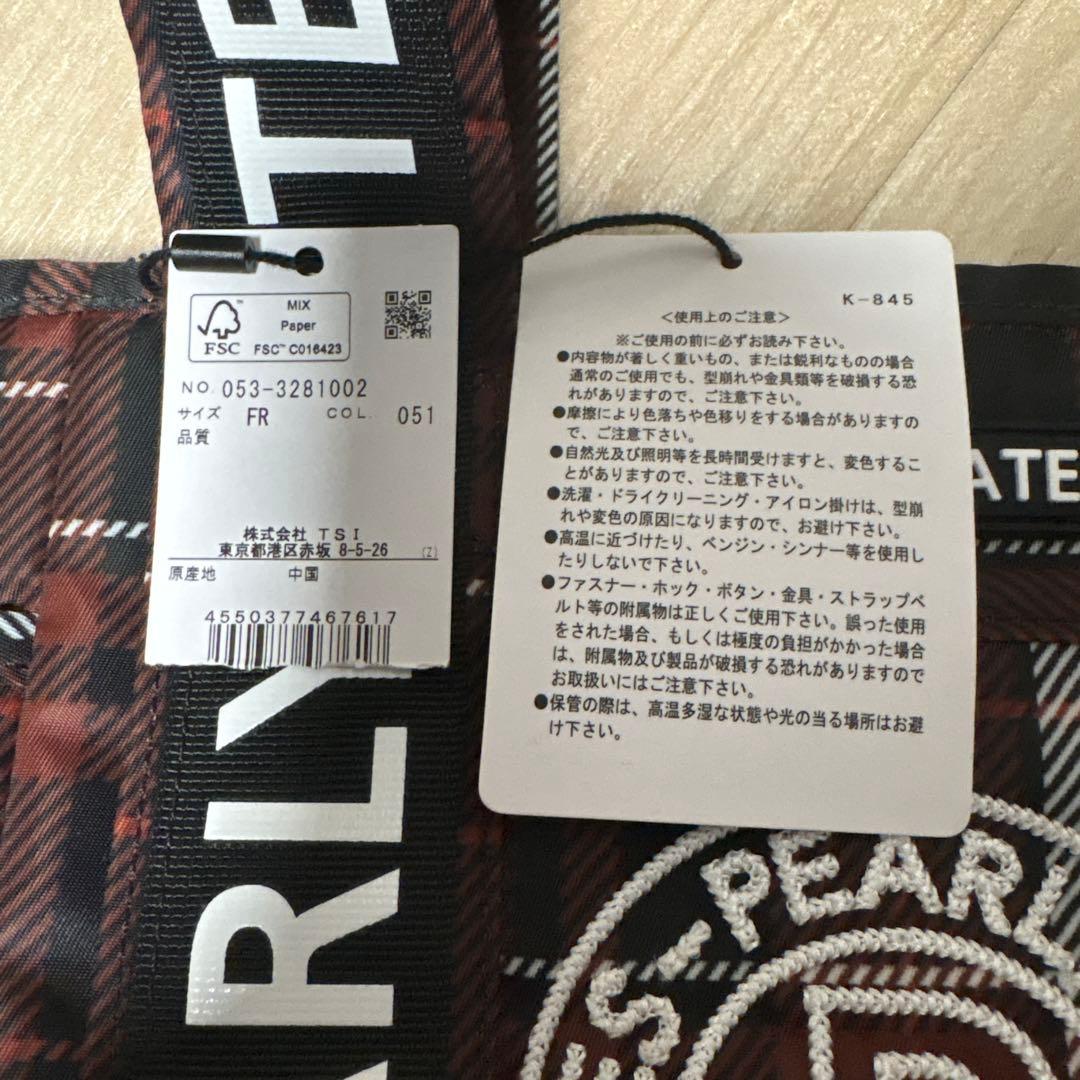 TE
MIX
Paper
FSC
FSC™ C016423
NO. 053-3281002
サイズ FR COL. 051
品質
株式会社 TSI
東京都港区赤坂 8-5-26 (Z)
原産地 中国
4550377467617
K-845
<使用上のご注意>
※ご使用の前に必ずお読み下さい。
●内容物が著しく重いもの、または鋭利なものの場合
通常のご使用でも、型崩れや金具類等を破損する恐
れがありますので、ご注意下さい。
●摩擦により色落ちや色移りをする場合がありますの
で、ご注意下さい。
●自然光及び照明等を長時間受けますと、変色するこ
とがありますので、ご注意下さい。
●洗濯・ドライクリーニング・アイロン掛けは、型崩
れや変色の原因になりますので、お避け下さい。
●高温に近づけたり、ベンジン・シンナー等を使用し
たりしないで下さい。
●ファスナー・ホック・ボタン・金具・ストラップベ
ルト等の附属物は正しくご使用下さい。誤った使用
をされた場合、もしくは極度の負担がかかった場合
は、附属物及び製品が破損する恐れがありますので
お取扱いにはご注意下さい。
●保管の際は、高温多湿な状態や光の当る場所はお避
け下さい。
ATE
RLY
S-PEARL